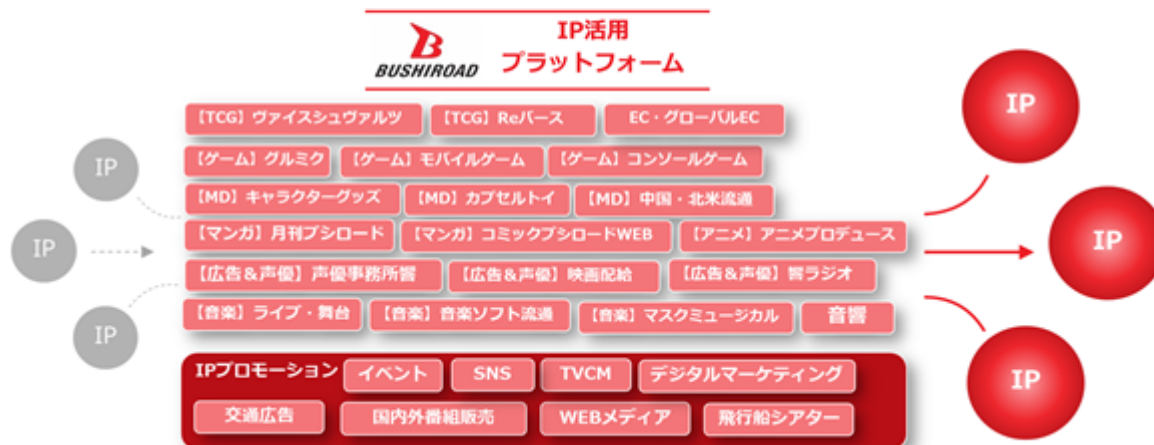 BUSHIROAD
IP活用
プラットフォーム
【TCG】ヴァイスシュヴァルツ 【TCG】Reバース EC・グローバルEC
【ゲーム】グルミク 【ゲーム】モバイルゲーム 【ゲーム】コンソールゲーム
【MD】キャラクターグッズ 【MD】カプセルトイ 【MD】中国・北米流通
【マンガ】月刊ブシロード 【マンガ】コミックブシロードWEB 【アニメ】アニメプロデュース
【広告＆声優】声優事務所響 【広告＆声優】映画配給 【広告＆声優】響ラジオ
【音楽】ライブ・舞台 【音楽】音楽ソフト流通 【音楽】マスクミュージカル 音響
IPプロモーション イベント SNS TVCM デジタルマーケティング
交通広告 国内外番組販売 WEBメディア 飛行船シアター
IP
IP
IP
IP
IP
IP